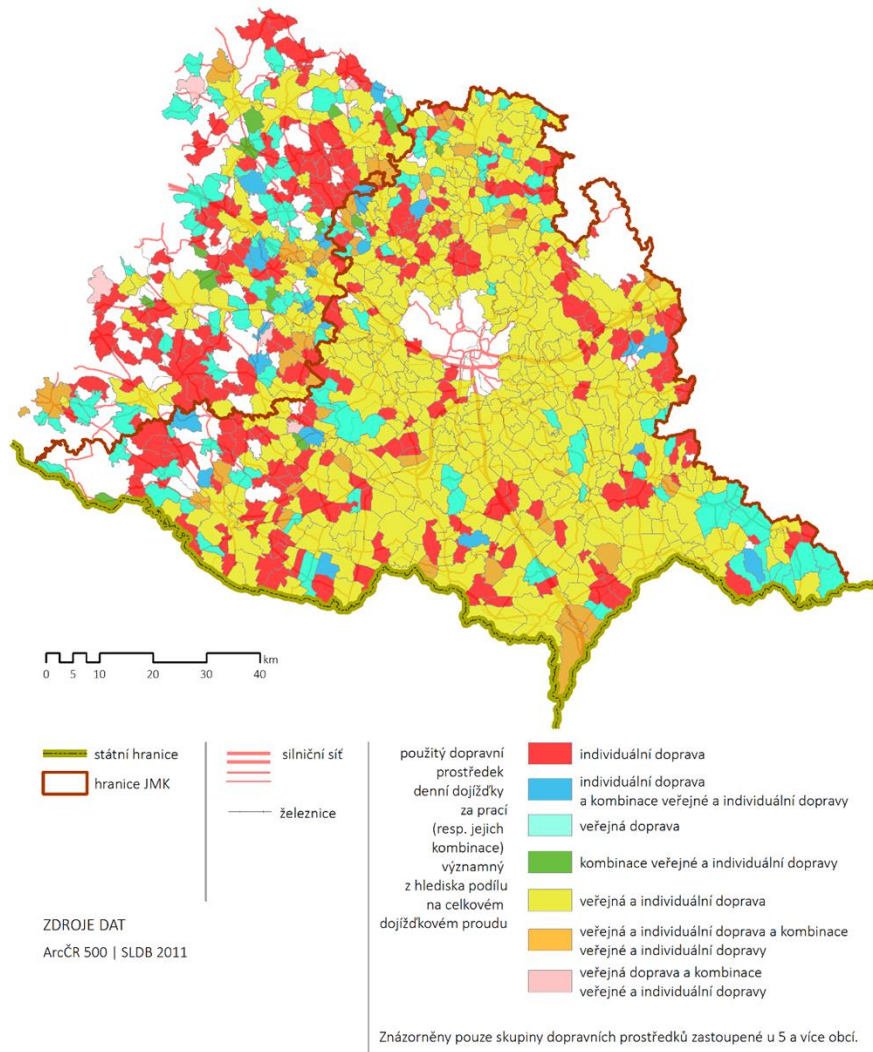 km
0 5 10 20 30 40
státní hranice
hranice JMK
silniční síť
železnice
použitý dopravní
prostředek
denní dojížďky
za prací
(resp. jejich
kombinace)
významný
z hlediska podílu
na celkovém
dojížďkovém proudu
individuální doprava
individuální doprava
a kombinace veřejné a individuální dopravy
veřejná doprava
kombinace veřejné a individuální dopravy
veřejná a individuální doprava
veřejná a individuální doprava a kombinace
veřejné a individuální dopravy
veřejná doprava a kombinace
veřejné a individuální dopravy
ZDROJE DAT
ArcČR 500 | SLDB 2011
Znázorněny pouze skupiny dopravních prostředků zastoupené u 5 a více obcí.